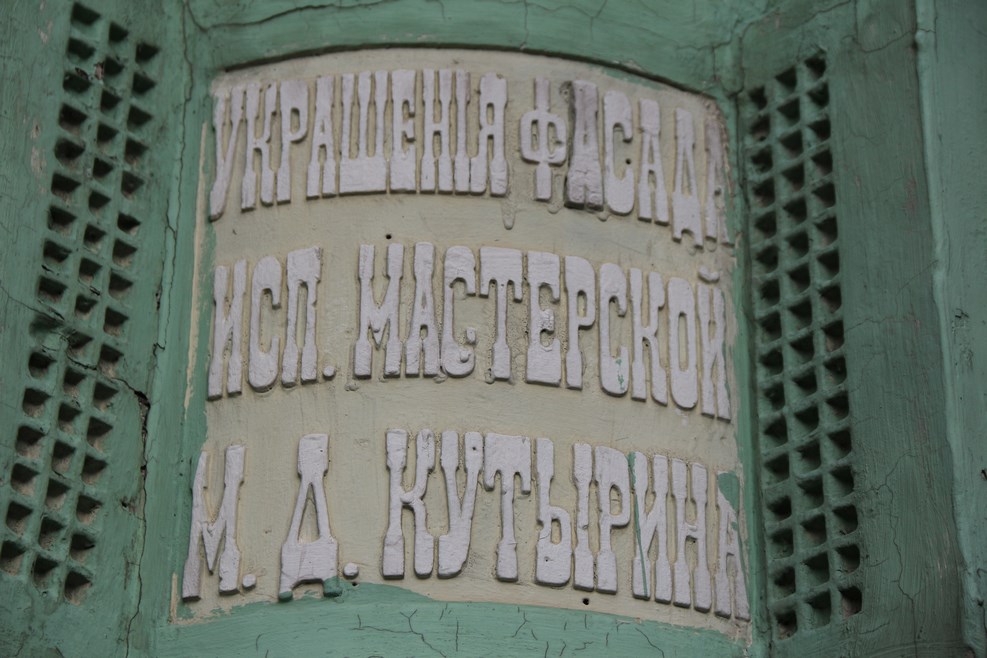 УКРАШЕНІЯ ФАСАДА
ИСП. МАСТЕРСКОЙ
М. Д. КУТЫРИНА